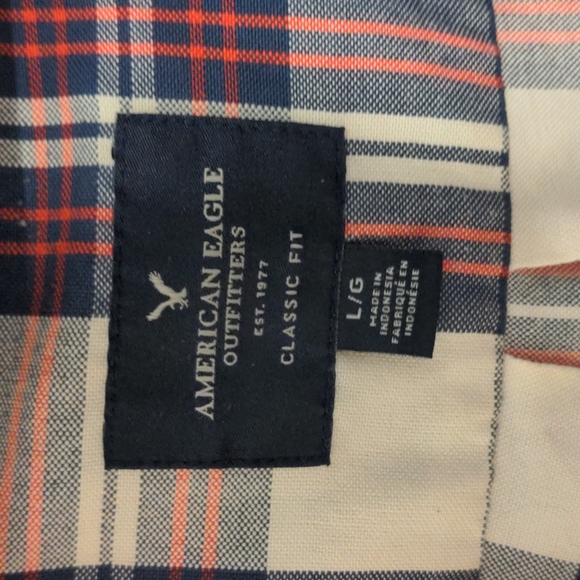 AMERICAN EAGLE
OUTFITTERS
EST. 1977
CLASSIC FIT
L/G
MADE IN
INDONESIA
FABRIQUÉ EN
INDONÉSIE